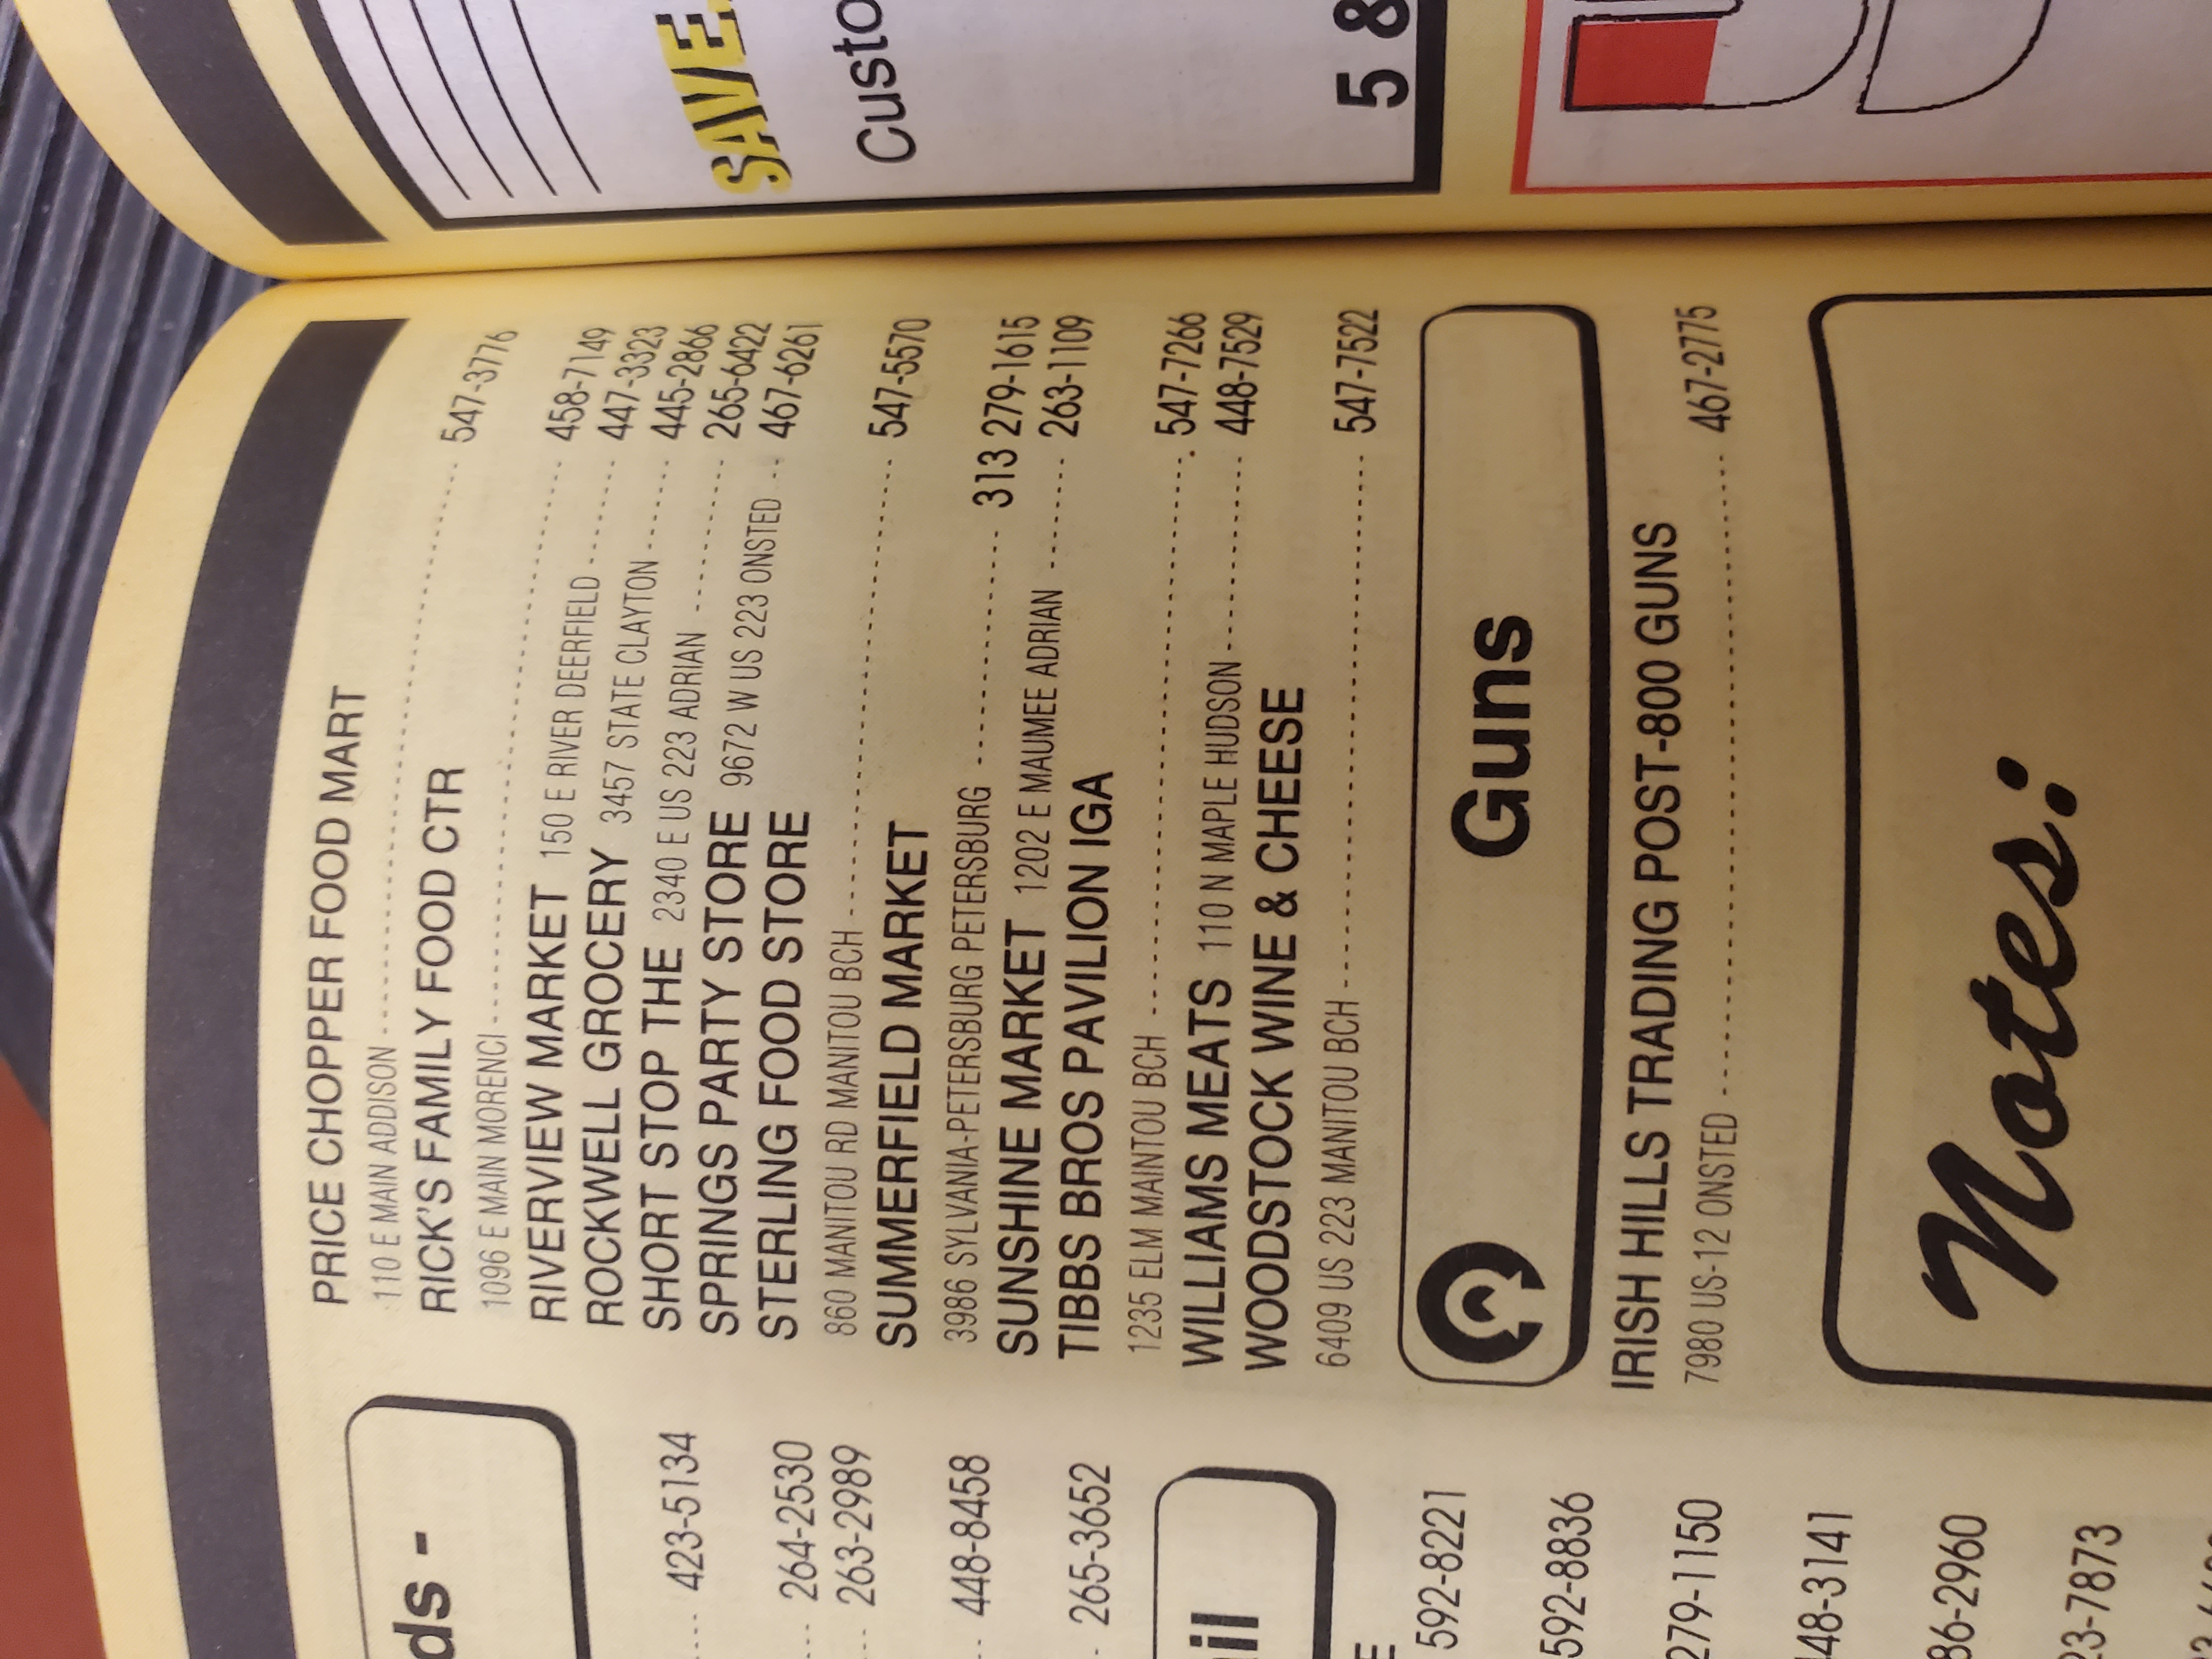 ds -
423-5134
264-2530
263-2989
448-8458
265-3652
ail
592-8221
592-8836
279-1150
448-3141
86-2960
23-7873
PRICE CHOPPER FOOD MART
110 E MAIN ADDISON 547-3776
RICK'S FAMILY FOOD CTR
1096 E MAIN MORENCI 458-7149
RIVERVIEW MARKET 150 E RIVER DEERFIELD 447-3323
ROCKWELL GROCERY 3457 STATE CLAYTON 445-2866
SHORT STOP THE 2340 E US 223 ADRIAN 265-6422
SPRINGS PARTY STORE 9672 W US 223 ONSTED 467-6261
STERLING FOOD STORE
860 MANITOU RD MANITOU BCH 547-5570
SUMMERFIELD MARKET
3986 SYLVANIA-PETERSBURG PETERSBURG 313 279-1615
SUNSHINE MARKET 1202 E MAUMEE ADRIAN 263-1109
TIBBS BROS PAVILION IGA
1235 ELM MAINTOU BCH 547-7266
WILLIAMS MEATS 110 N MAPLE HUDSON 448-7529
WOODSTOCK WINE & CHEESE
6409 US 223 MANITOU BCH 547-7522
Guns
IRISH HILLS TRADING POST-800 GUNS
7980 US-12 ONSTED 467-2775
Notes:
SAVE
Custo
5 8